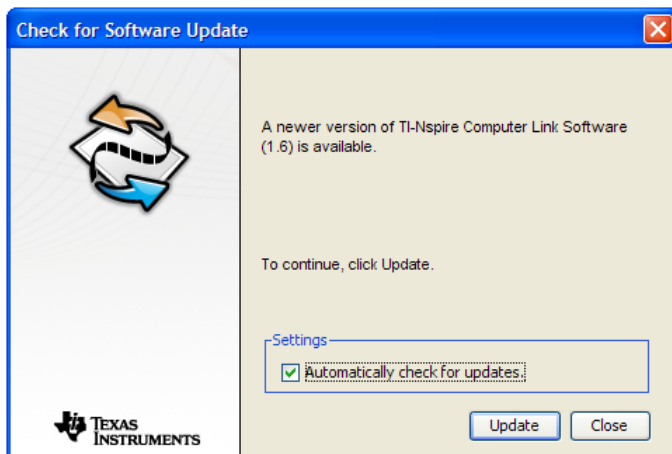 Check for Software Update
A newer version of TI-Nspire Computer Link Software
(1.6) is available.
To continue, click Update.
Settings
Automatically check for updates.
Update Close
TEXAS
INSTRUMENTS